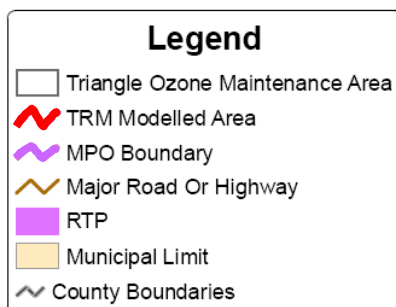 Legend
Triangle Ozone Maintenance Area
TRM Modelled Area
MPO Boundary
Major Road Or Highway
RTP
Municipal Limit
County Boundaries